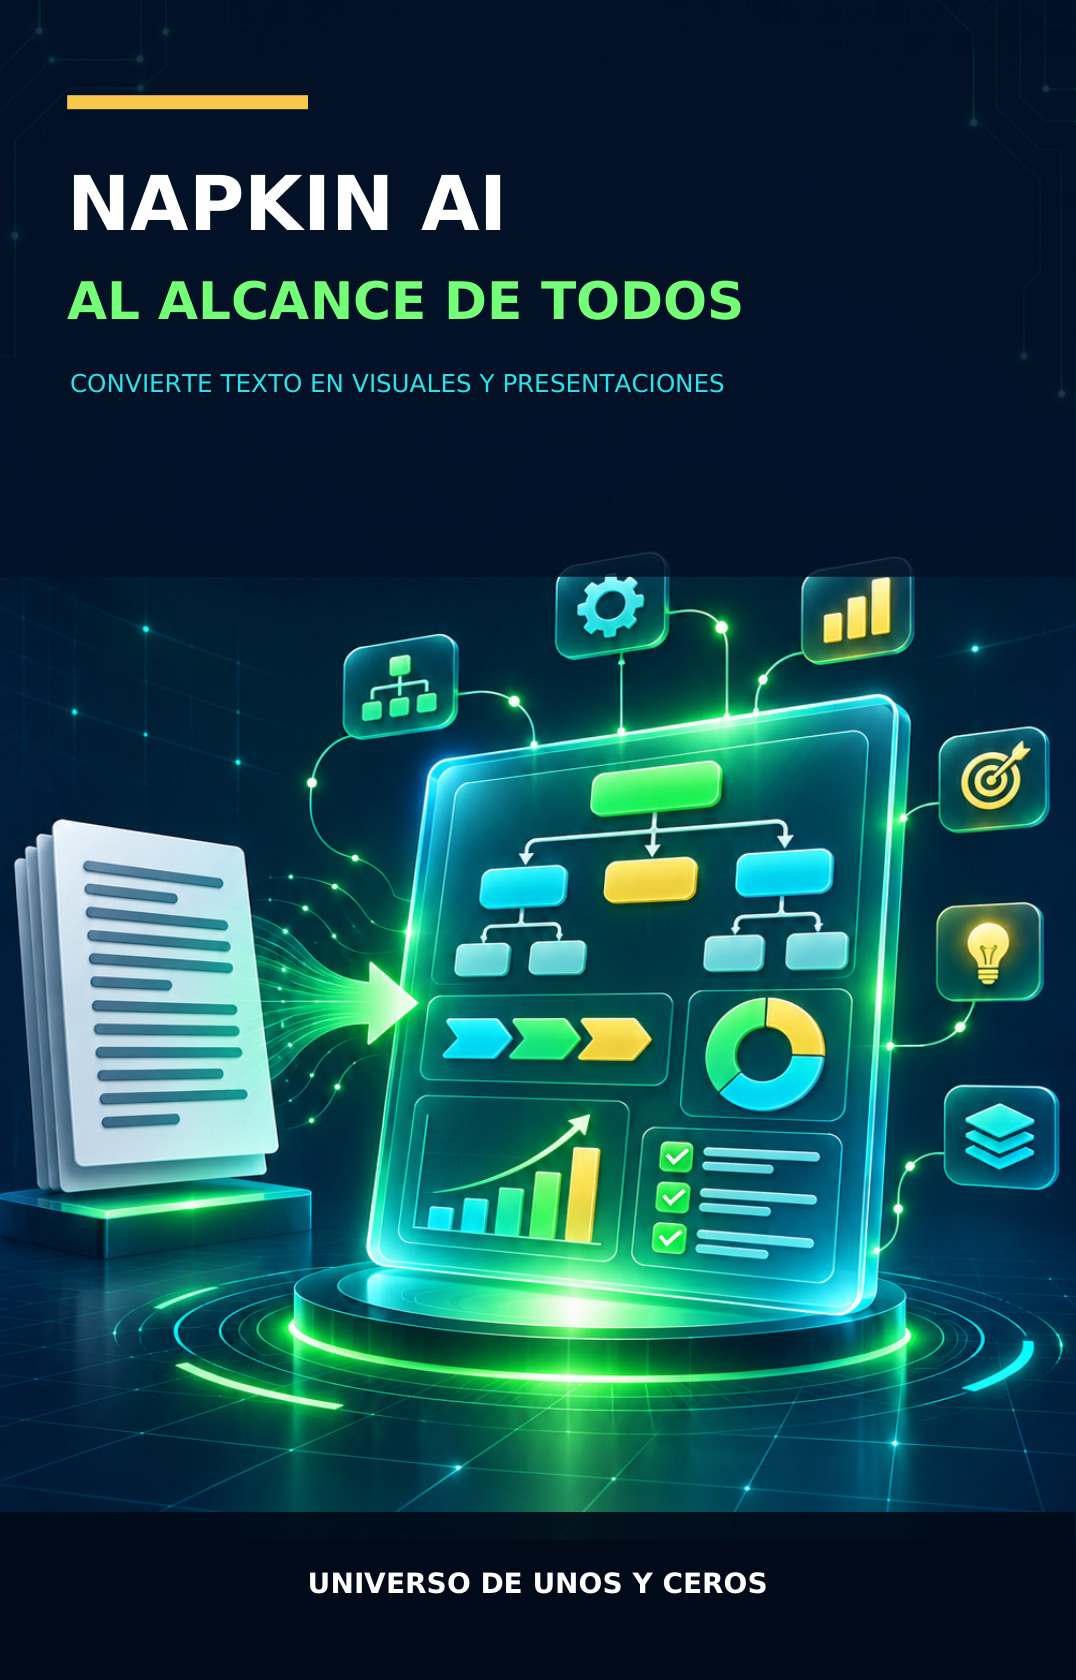 NAPKIN AI
AL ALCANCE DE TODOS
CONVIERTE TEXTO EN VISUALES Y PRESENTACIONES
UNIVERSO DE UNOS Y CEROS